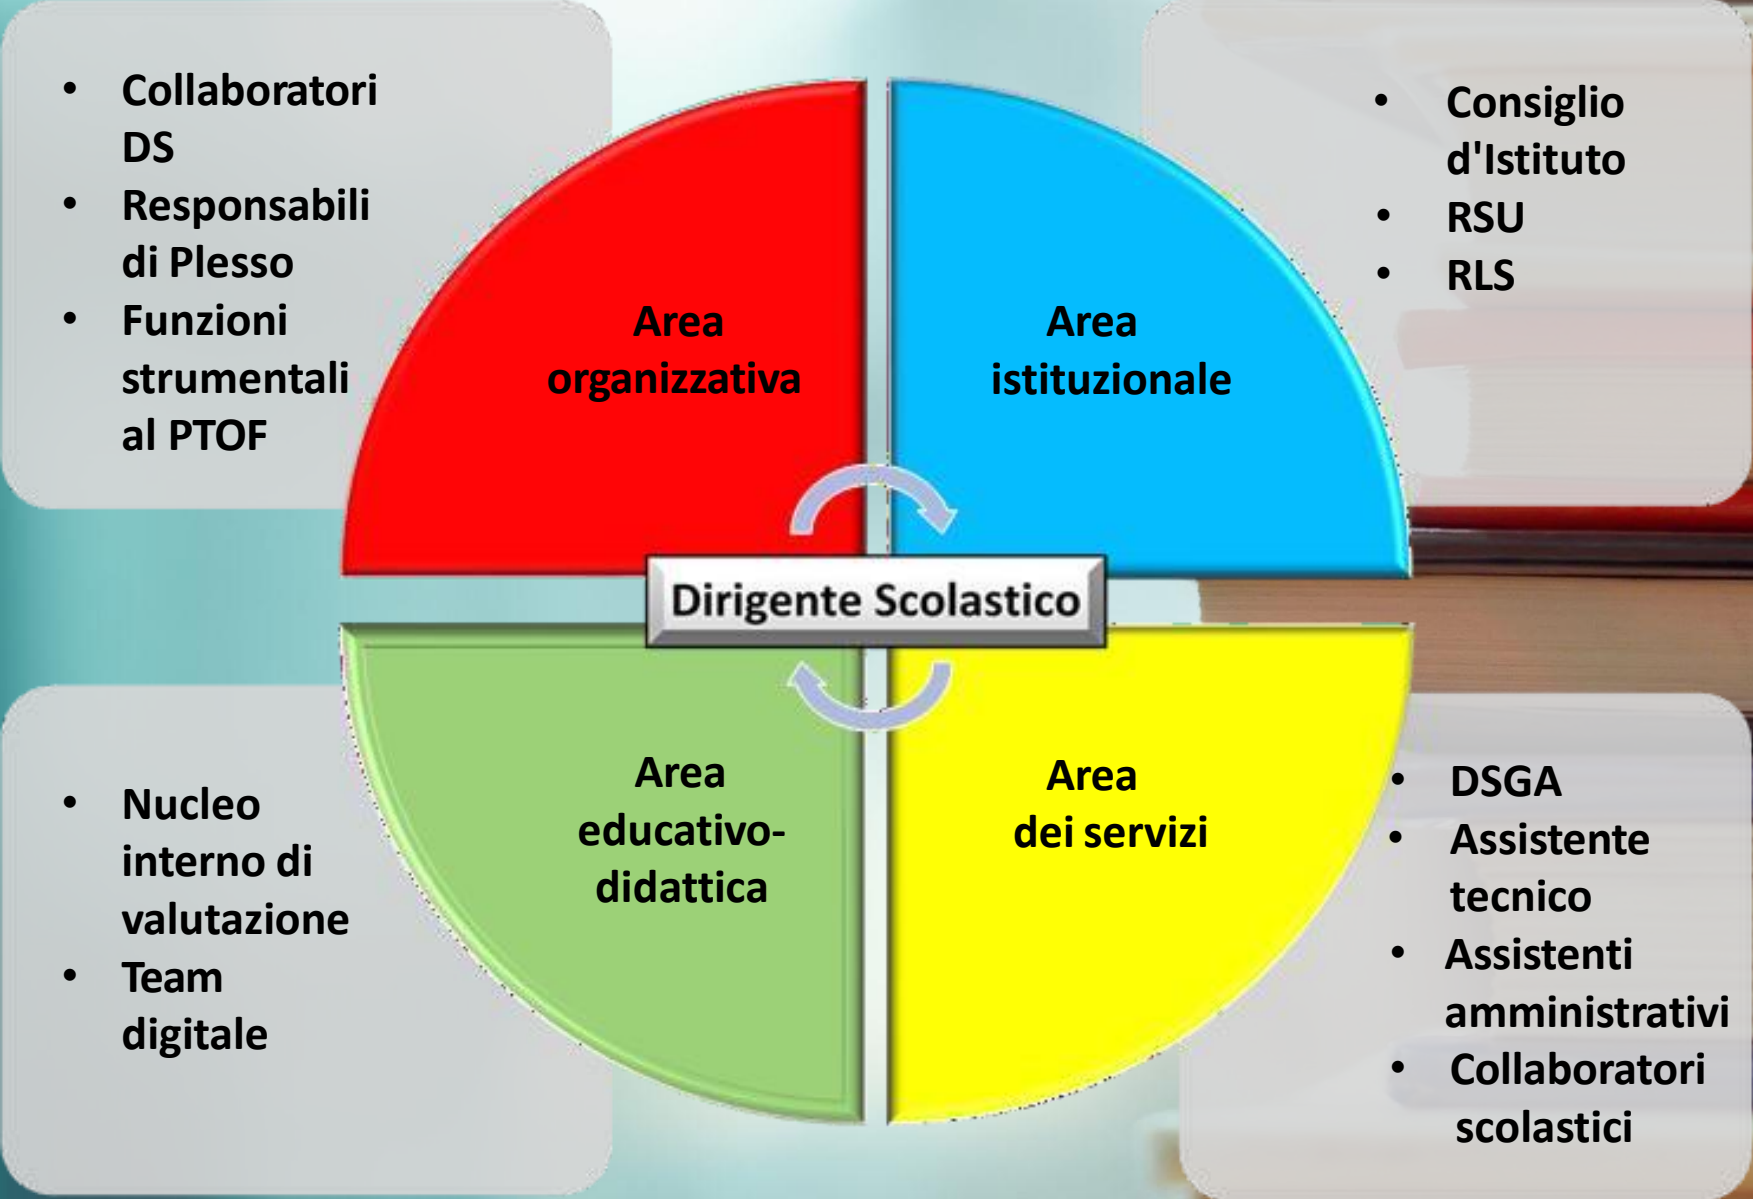 • Collaboratori
DS
• Responsabili
di Plesso
• Funzioni
strumentali
al PTOF
Area
organizzativa
Area
istituzionale
• Consiglio
d'Istituto
• RSU
• RLS
Dirigente Scolastico
• Nucleo
interno di
valutazione
• Team
digitale
Area
educativo-
didattica
Area
dei servizi
• DSGA
• Assistente
tecnico
• Assistenti
amministrativi
• Collaboratori
scolastici